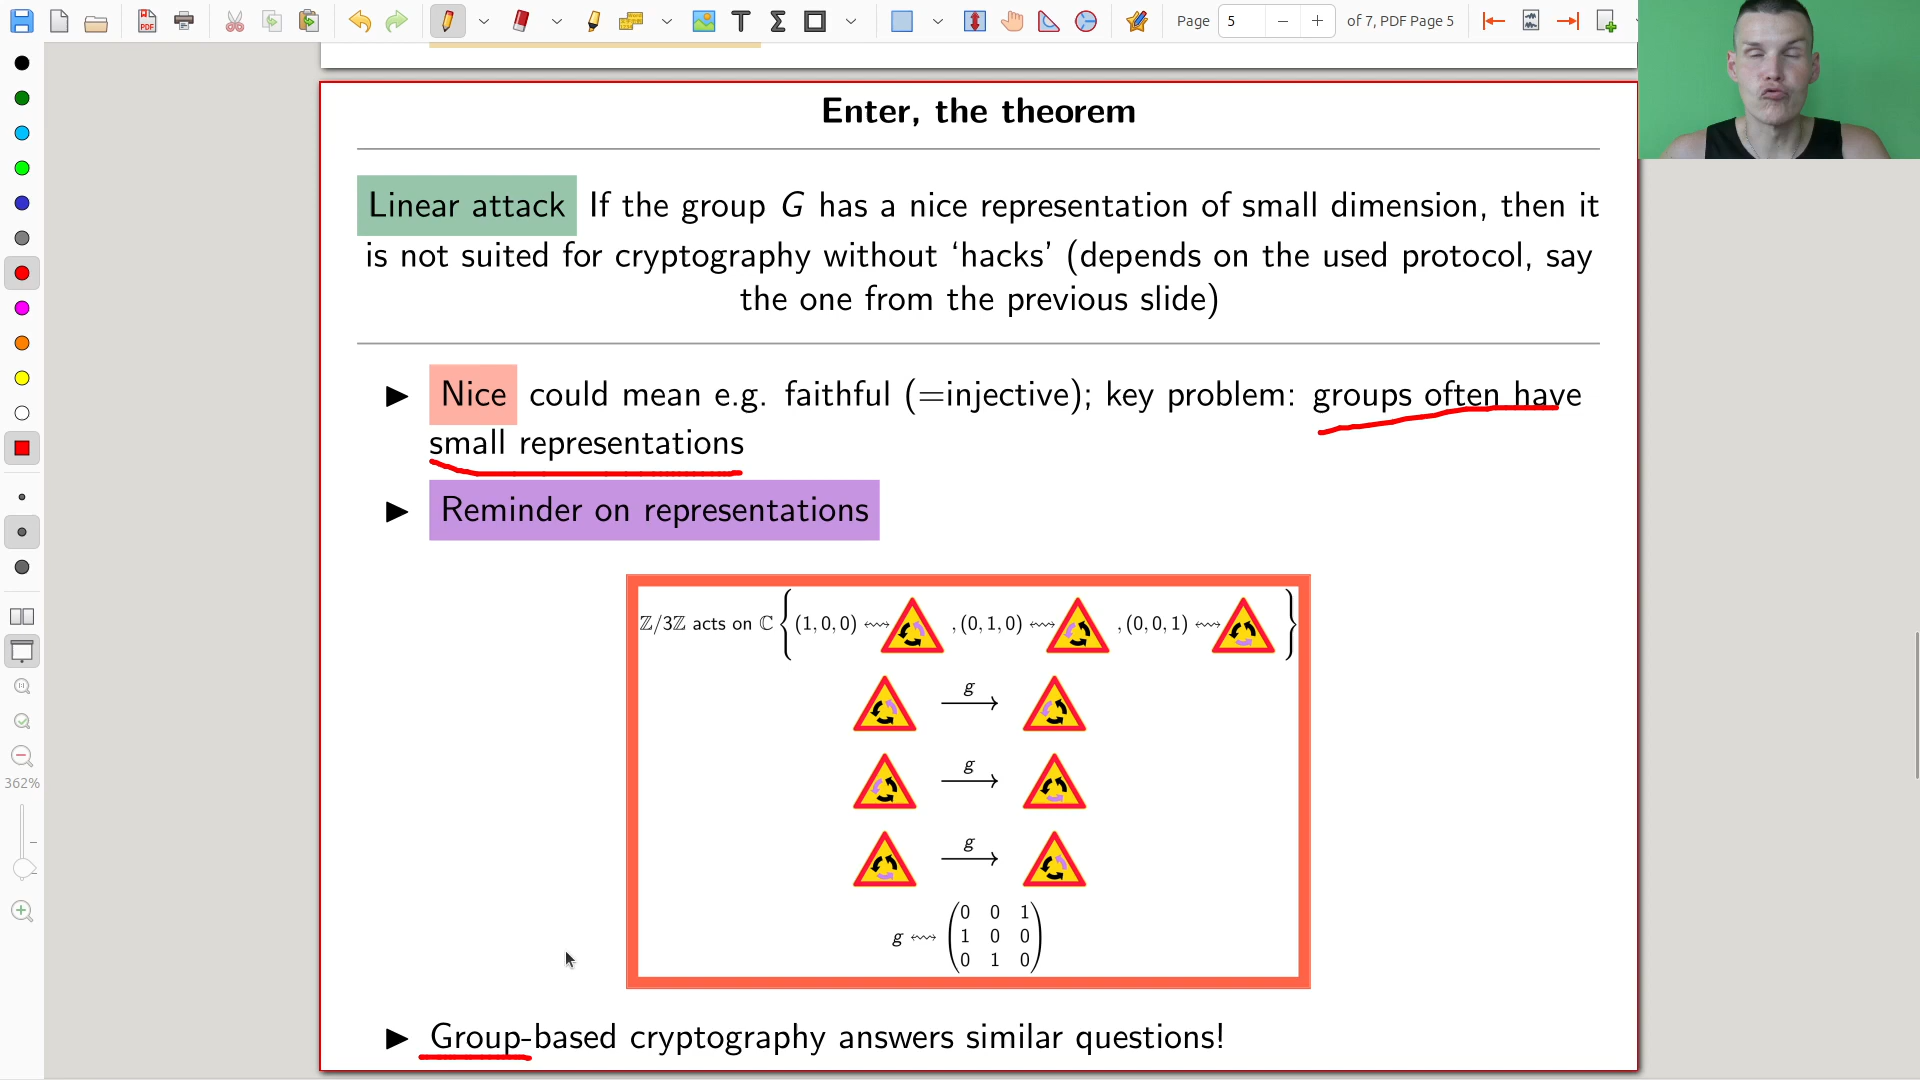 Page 5 of 7, PDF Page 5
Enter, the theorem
Linear attack If the group G has a nice representation of small dimension, then it
is not suited for cryptography without ‘hacks’ (depends on the used protocol, say
the one from the previous slide)
▶ Nice could mean e.g. faithful (=injective); key problem: groups often have
small representations
▶ Reminder on representations
ℤ/3ℤ acts on ℂ { (1, 0, 0) ↭ , (0, 1, 0) ↭ , (0, 0, 1) ↭ }
g
g
g
0 0 1
g ↭ 1 0 0
0 1 0
▶ Group-based cryptography answers similar questions!
362%